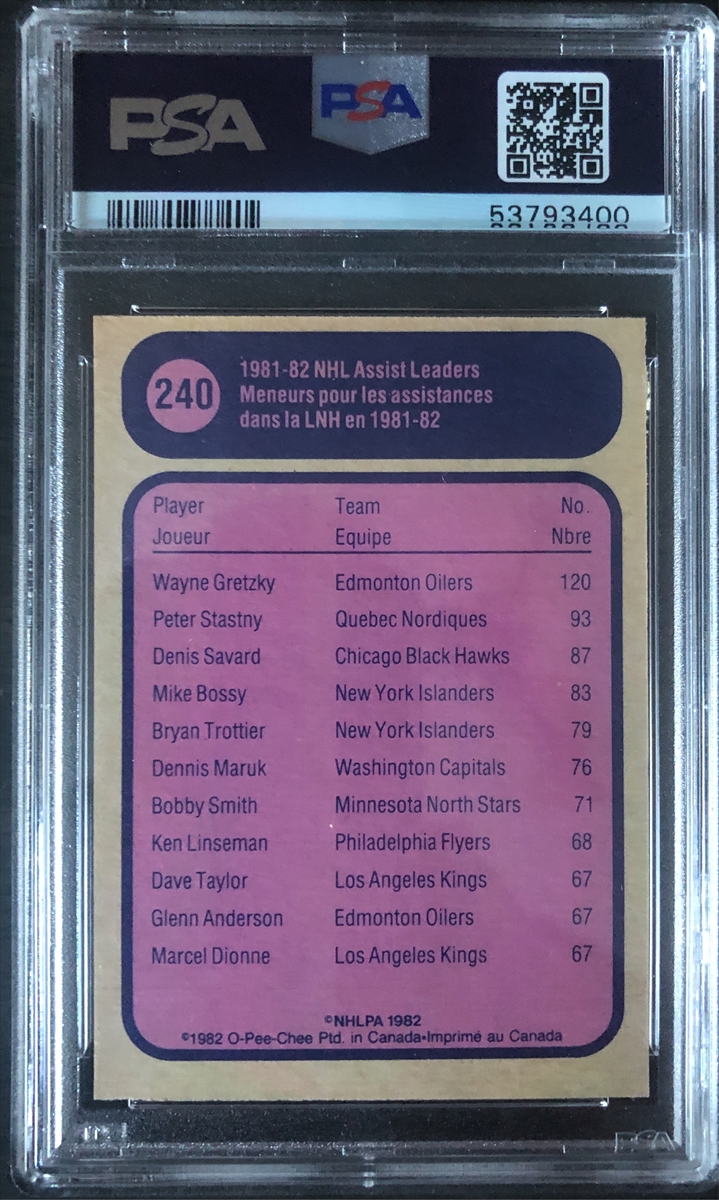 PSA
PSA
53793400
240
1981-82 NHL Assist Leaders
Meneurs pour les assistances
dans la LNH en 1981-82
Player Team No.
Joueur Equipe Nbre
Wayne Gretzky Edmonton Oilers 120
Peter Stastny Quebec Nordiques 93
Denis Savard Chicago Black Hawks 87
Mike Bossy New York Islanders 83
Bryan Trottier New York Islanders 79
Dennis Maruk Washington Capitals 76
Bobby Smith Minnesota North Stars 71
Ken Linseman Philadelphia Flyers 68
Dave Taylor Los Angeles Kings 67
Glenn Anderson Edmonton Oilers 67
Marcel Dionne Los Angeles Kings 67
©NHLPA 1982
©1982 O-Pee-Chee Ptd. in Canada•Imprimé au Canada
PSA